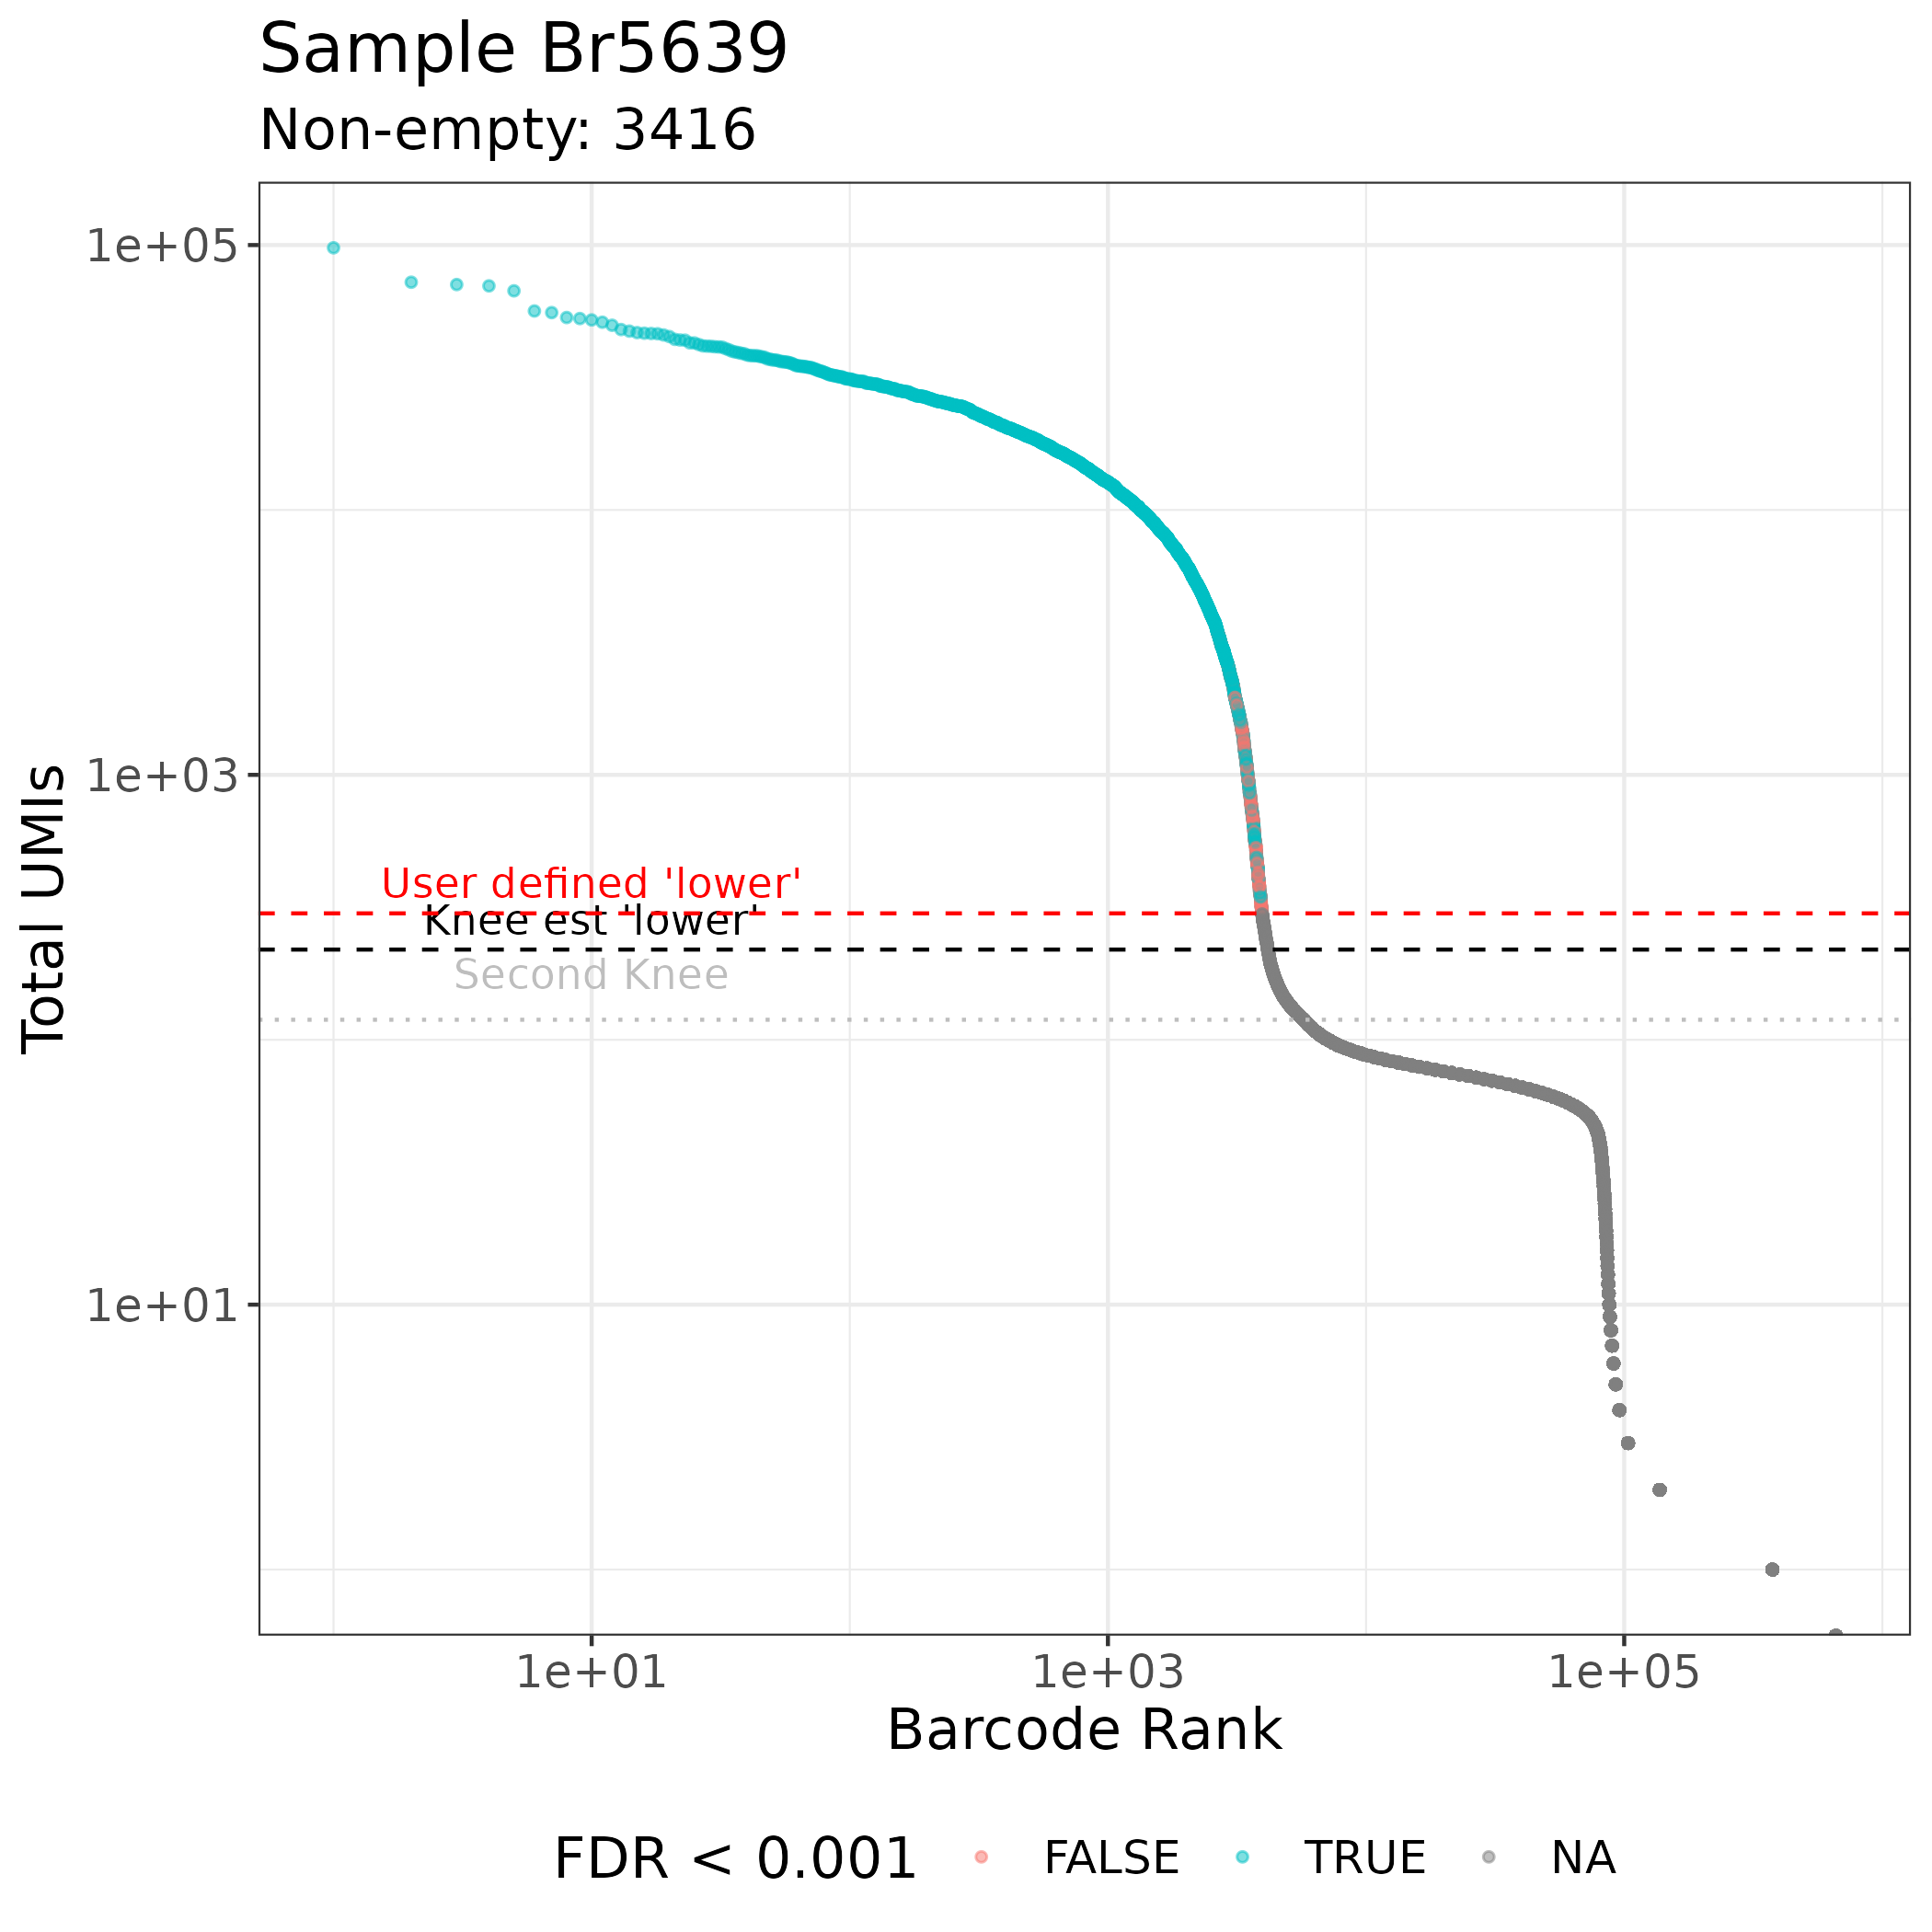 Sample Br5639
Non-empty: 3416
1e+05
1e+03
1e+01
Total UMIs
User defined 'lower'
Knee est 'lower'
Second Knee
1e+01 1e+03 1e+05
Barcode Rank
FDR < 0.001 FALSE TRUE NA